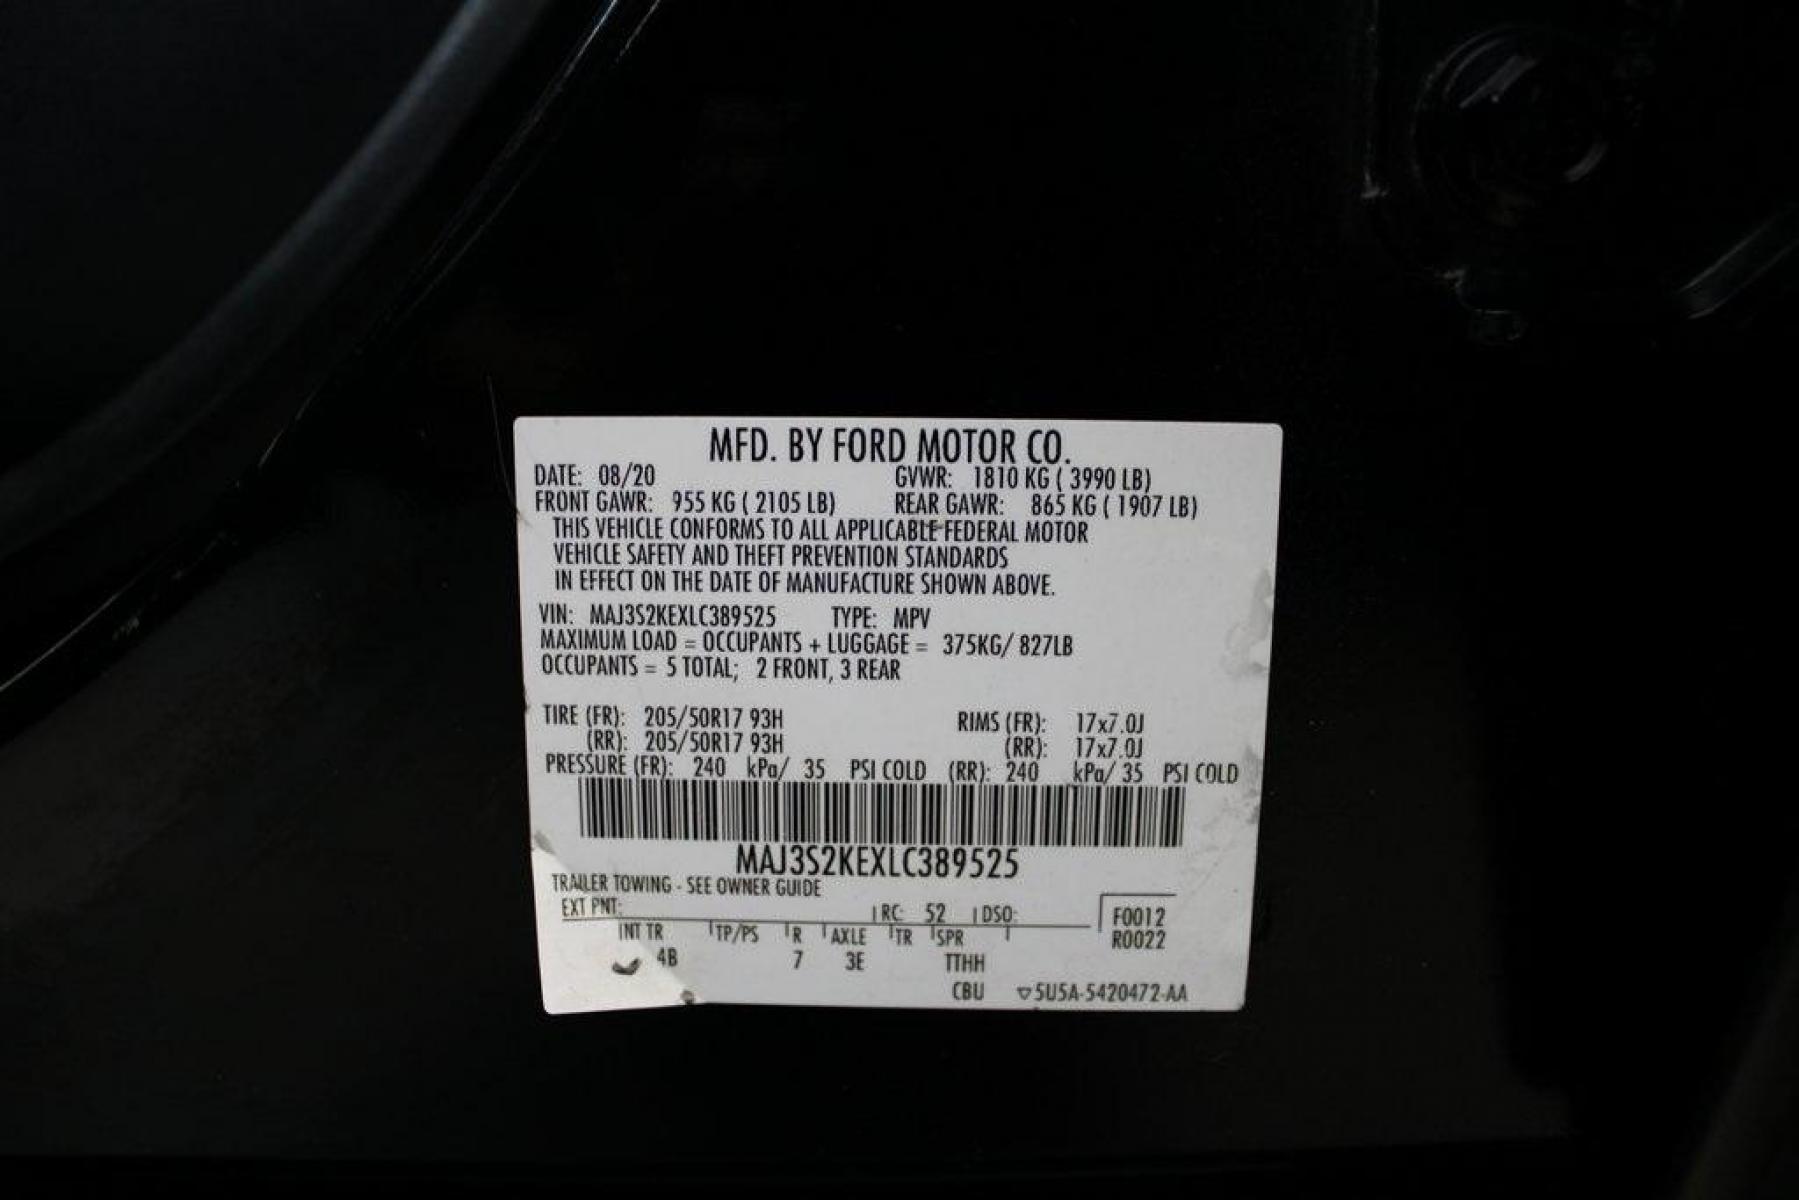 MFD. BY FORD MOTOR CO.
DATE: 08/20 GVWR: 1810 KG ( 3990 LB)
FRONT GAWR: 955 KG ( 2105 LB) REAR GAWR: 865 KG ( 1907 LB)
THIS VEHICLE CONFORMS TO ALL APPLICABLE FEDERAL MOTOR
VEHICLE SAFETY AND THEFT PREVENTION STANDARDS
IN EFFECT ON THE DATE OF MANUFACTURE SHOWN ABOVE.
VIN: MAJ3S2KEXLC389525 TYPE: MPV
MAXIMUM LOAD = OCCUPANTS + LUGGAGE = 375KG/ 827LB
OCCUPANTS = 5 TOTAL; 2 FRONT, 3 REAR
TIRE (FR): 205/50R17 93H RIMS (FR): 17x7.0J
(RR): 205/50R17 93H (RR): 17x7.0J
PRESSURE (FR): 240 kPa/ 35 PSI COLD (RR): 240 kPa/ 35 PSI COLD
MAJ3S2KEXLC389525
TRAILER TOWING - SEE OWNER GUIDE
EXT PNT: RC: 52 DSO: F0012
INT TR TP/PS R AXLE TR SPR R0022
4B 7 3E TTHH
CBU ▽5U5A-5420472-AA